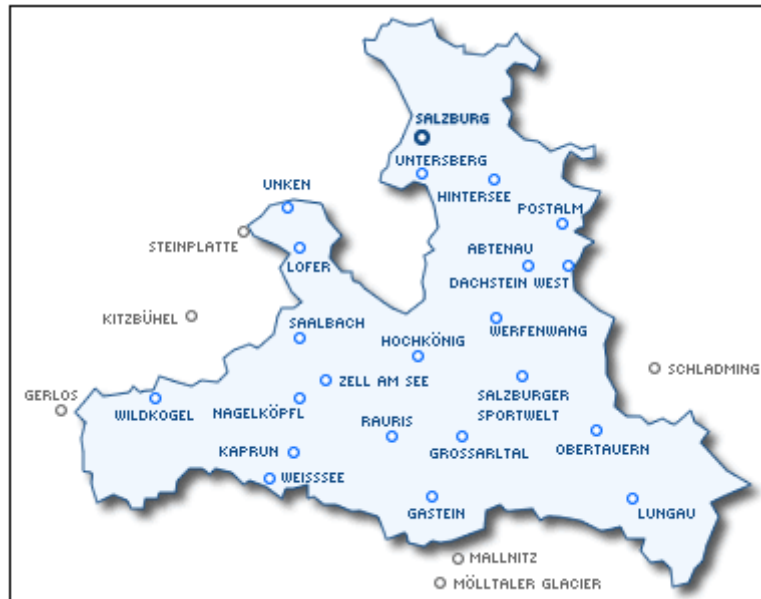 SALZBURG
UNTERSBERG
UNKEN
HINTERSEE
POSTALM
STEINPLATTE
ABTENAU
LOFER
DACHSTEIN WEST
KITZBÜHEL
SAALBACH
WERFENWANG
HOCHKÖNIG
SCHLADMING
ZELL AM SEE
GERLOS
WILDKOGEL
NAGELKÖPFL
SALZBURGER
SPORTWELT
RAURIS
KAPRUN
GROSSARLTAL
OBERTAUERN
WEISSSEE
GASTEIN
LUNGAU
MALLNITZ
MÖLLTALER GLACIER